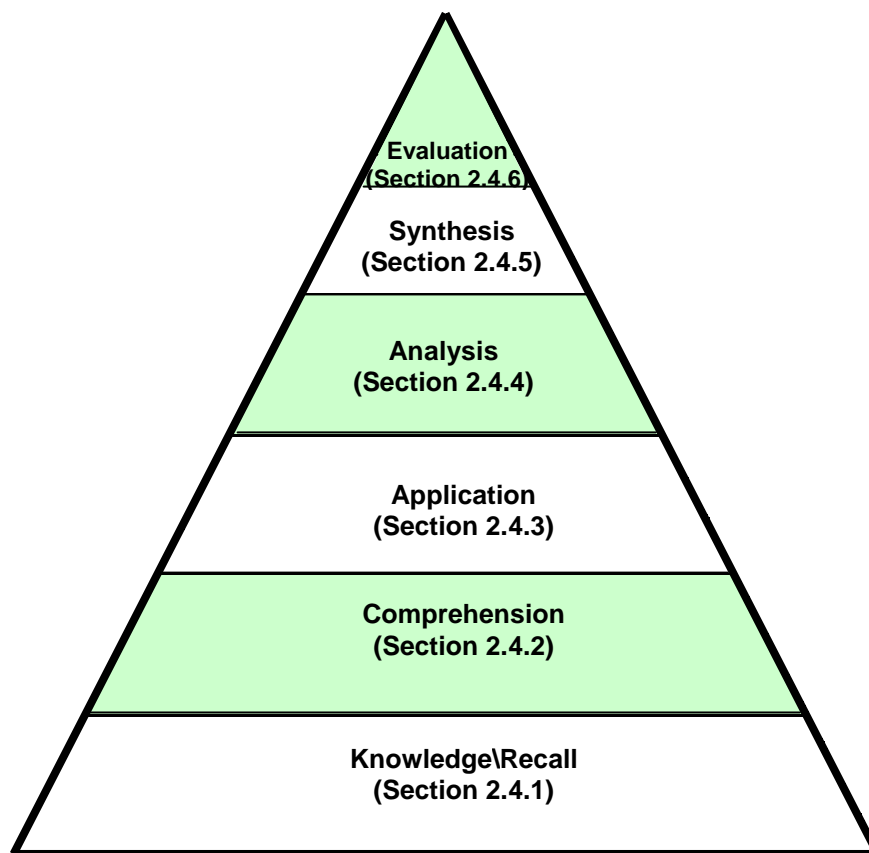 Evaluation
(Section 2.4.6)
Synthesis
(Section 2.4.5)
Analysis
(Section 2.4.4)
Application
(Section 2.4.3)
Comprehension
(Section 2.4.2)
Knowledge\Recall
(Section 2.4.1)